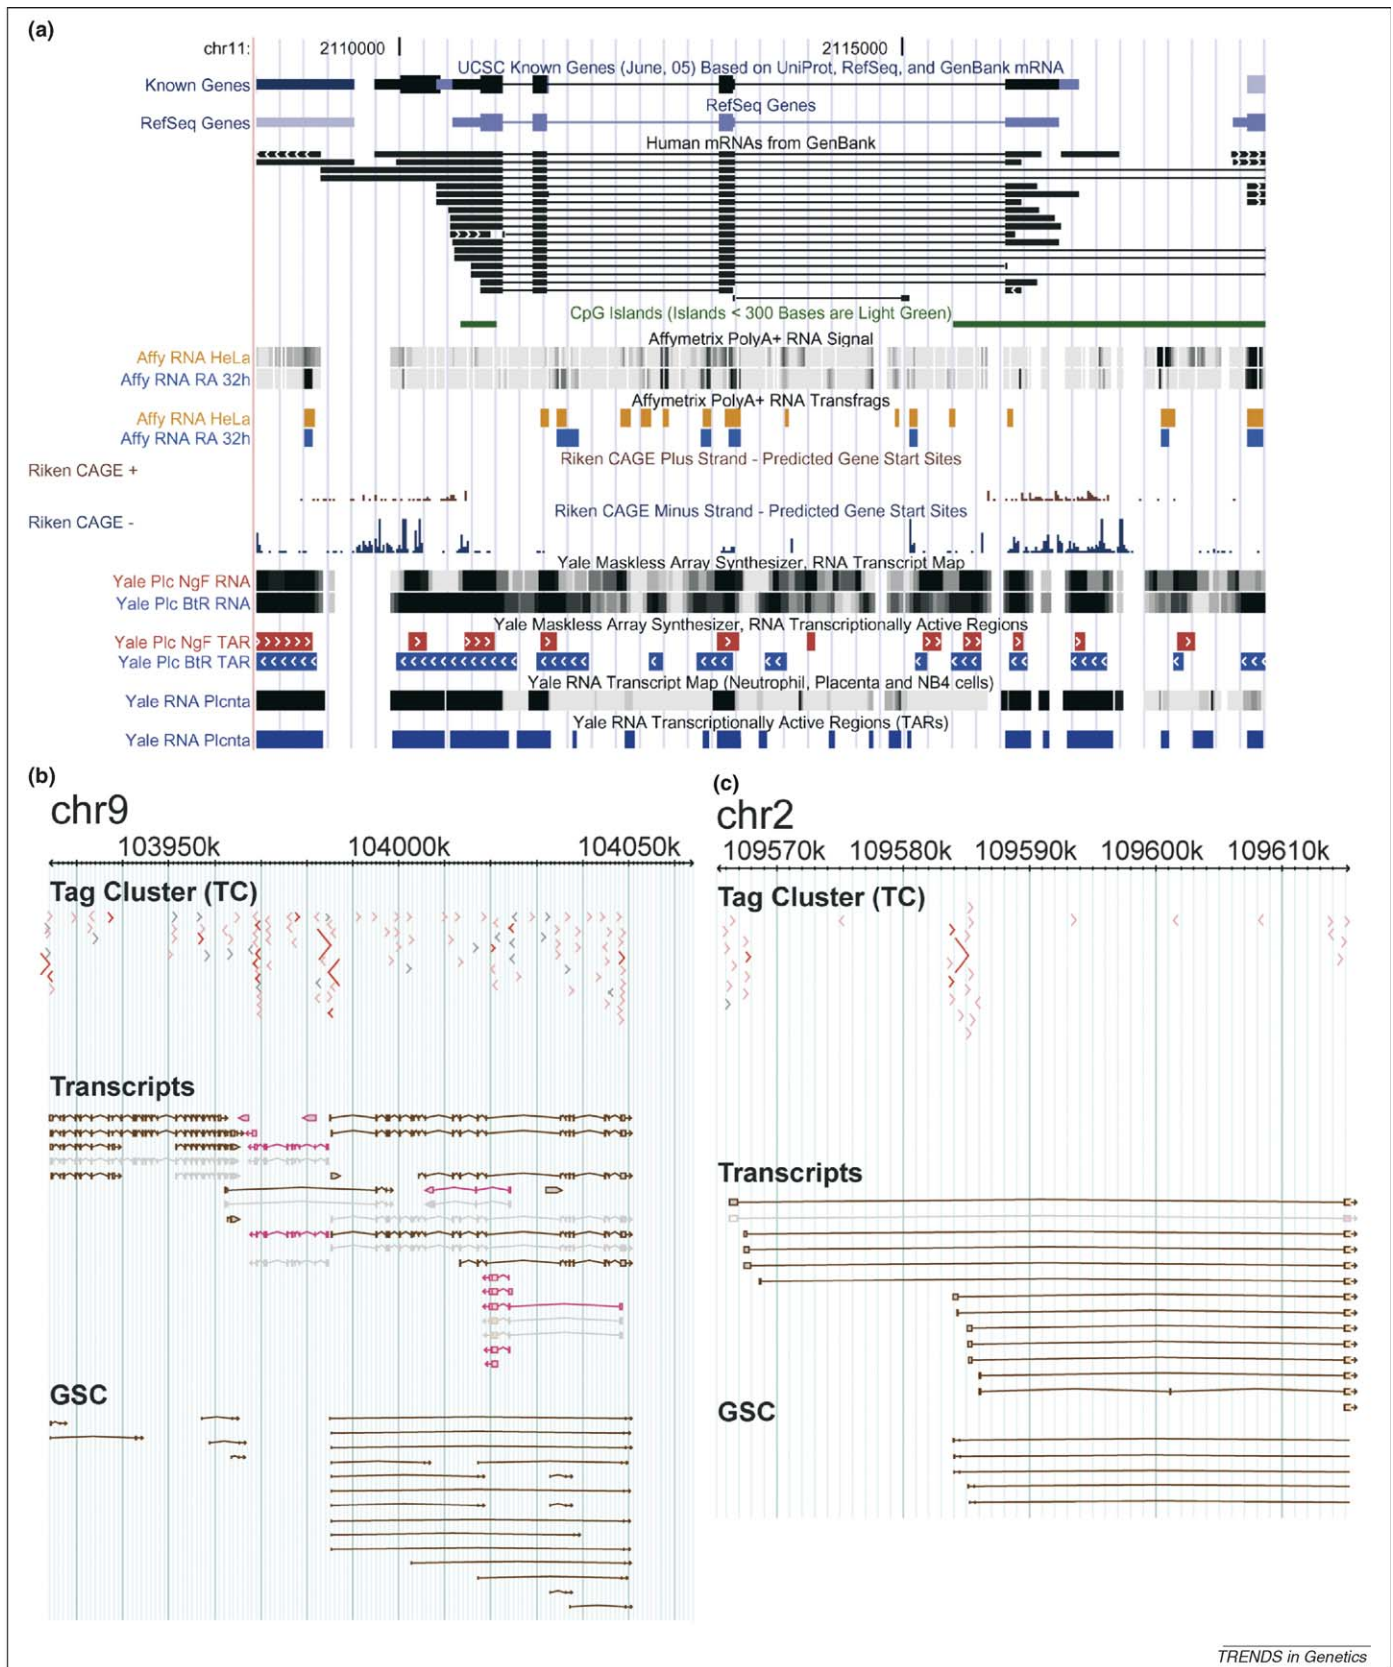 (a)
chr11: 2110000 2115000
UCSC Known Genes (June, 05) Based on UniProt, RefSeq, and GenBank mRNA
Known Genes
RefSeq Genes
RefSeq Genes
Human mRNAs from GenBank
CpG Islands (Islands < 300 Bases are Light Green)
Affymetrix PolyA+ RNA Signal
Affy RNA HeLa
Affy RNA RA 32h
Affymetrix PolyA+ RNA Transfrags
Affy RNA HeLa
Affy RNA RA 32h
Riken CAGE Plus Strand - Predicted Gene Start Sites
Riken CAGE +
Riken CAGE Minus Strand - Predicted Gene Start Sites
Riken CAGE -
Yale Maskless Array Synthesizer, RNA Transcript Map
Yale Plc NgF RNA
Yale Plc BtR RNA
Yale Maskless Array Synthesizer, RNA Transcriptionally Active Regions
Yale Plc NgF TAR
Yale Plc BtR TAR
Yale RNA Transcript Map (Neutrophil, Placenta and NB4 cells)
Yale RNA Plcnta
Yale RNA Transcriptionally Active Regions (TARs)
Yale RNA Plcnta
(b)
chr9
103950k 104000k 104050k
Tag Cluster (TC)
Transcripts
GSC
(c)
chr2
109570k 109580k 109590k 109600k 109610k
Tag Cluster (TC)
Transcripts
GSC
TRENDS in Genetics